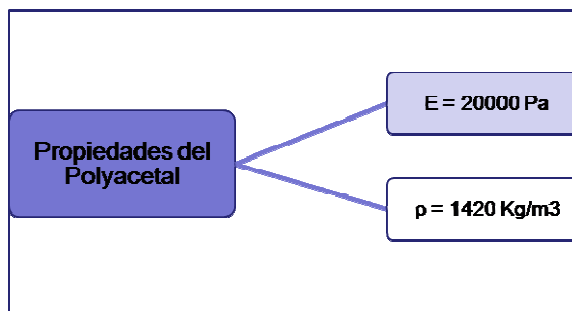 Propiedades del
Polyacetal
E = 20000 Pa
ρ = 1420 Kg/m3